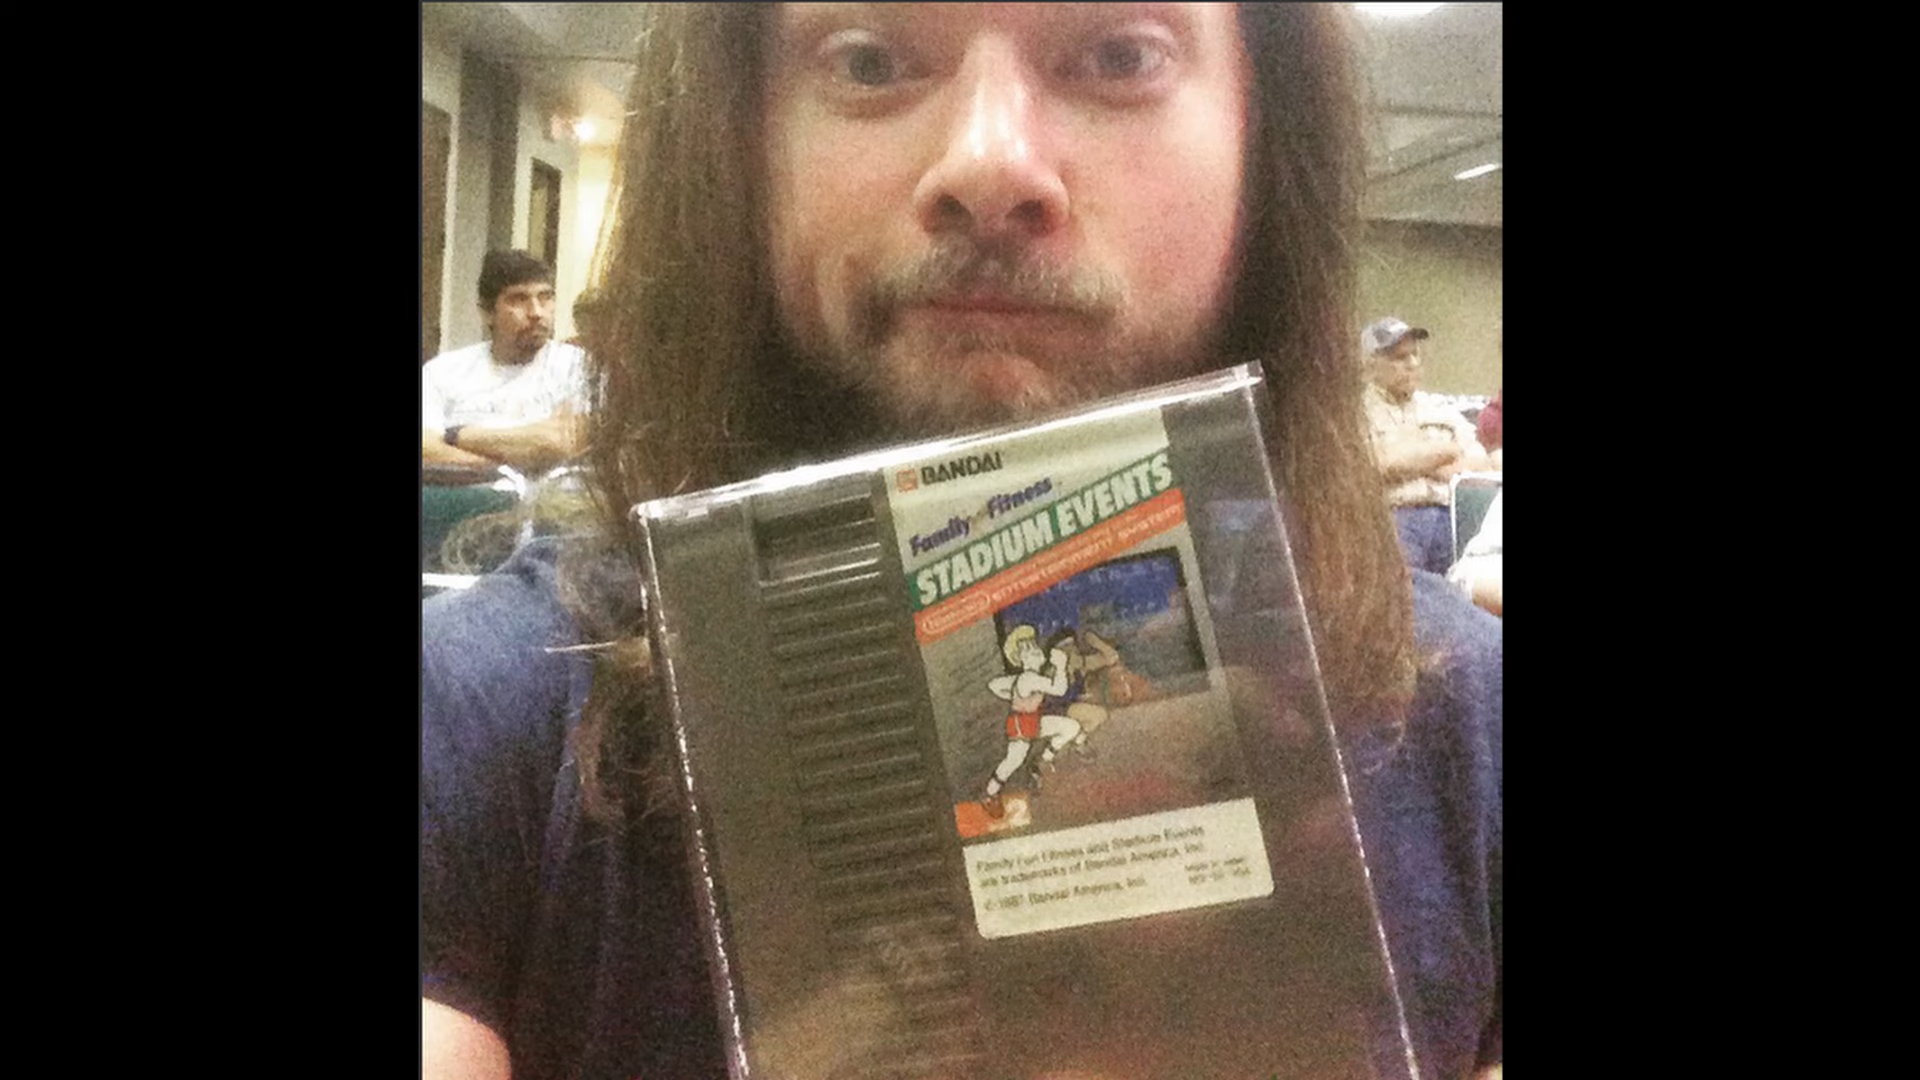 BANDAI
Family Fitness
STADIUM EVENTS
Nintendo ENTERTAINMENT SYSTEM
Family Fun Fitness and Stadium Events
are trademarks of Bandai America, Inc.
© 1987 Bandai America, Inc.